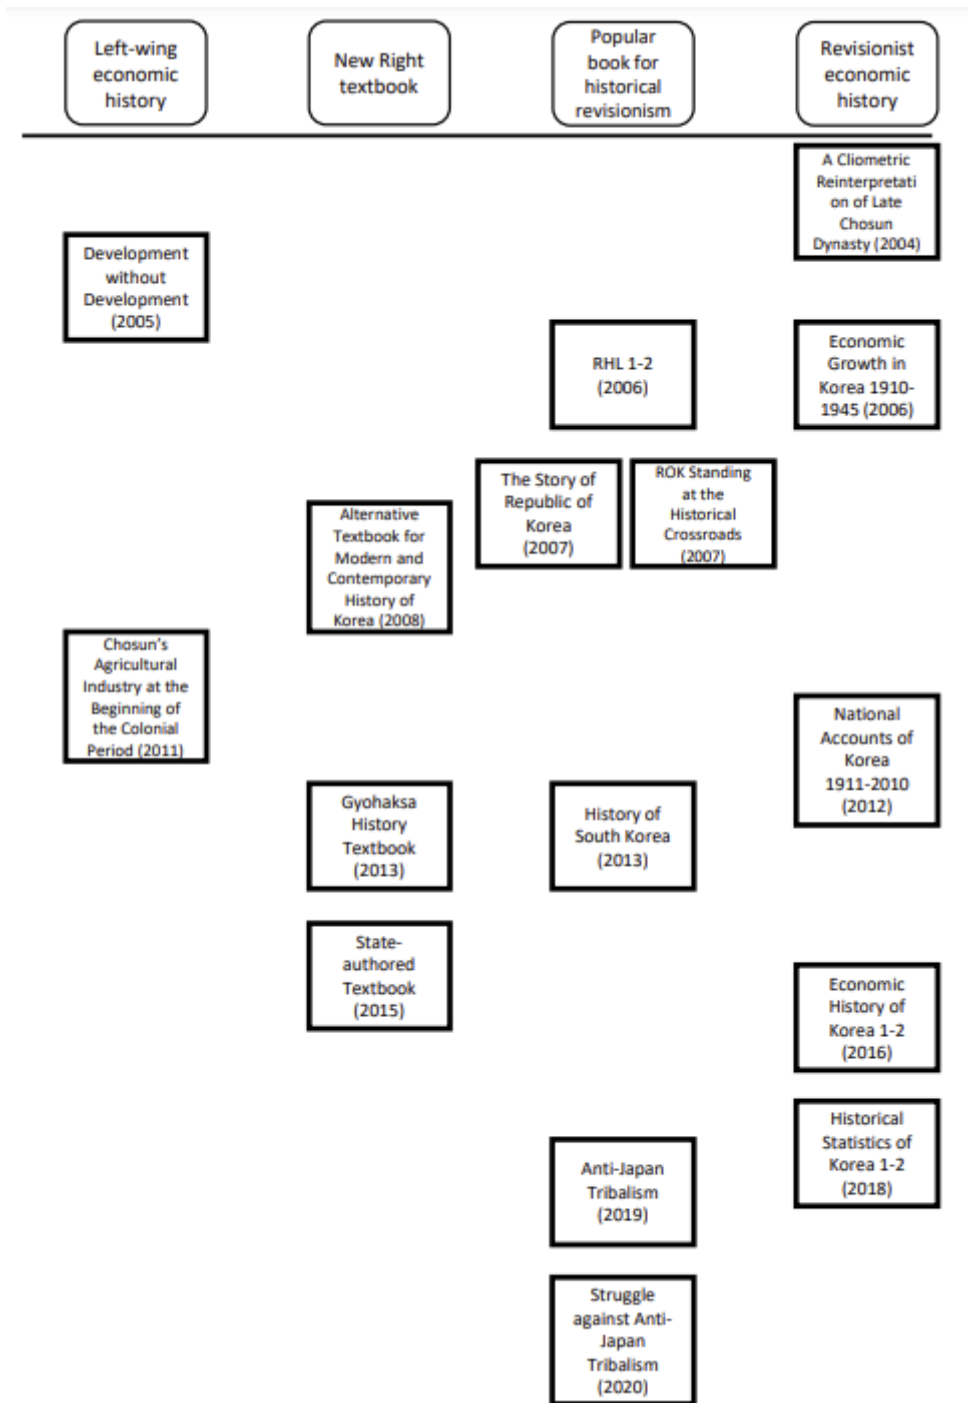 Left-wing
economic
history
New Right
textbook
Popular
book for
historical
revisionism
Revisionist
economic
history
A Cliometric
Reinterpretati
on of Late
Chosun
Dynasty (2004)
Development
without
Development
(2005)
RHL 1-2
(2006)
Economic
Growth in
Korea 1910-
1945 (2006)
The Story of
Republic of
Korea
(2007)
ROK Standing
at the
Historical
Crossroads
(2007)
Alternative
Textbook for
Modern and
Contemporary
History of
Korea (2008)
Chosun's
Agricultural
Industry at the
Beginning of
the Colonial
Period (2011)
National
Accounts of
Korea
1911-2010
(2012)
Gyohaksa
History
Textbook
(2013)
History of
South Korea
(2013)
State-
authored
Textbook
(2015)
Economic
History of
Korea 1-2
(2016)
Historical
Statistics of
Korea 1-2
(2018)
Anti-Japan
Tribalism
(2019)
Struggle
against Anti-
Japan
Tribalism
(2020)